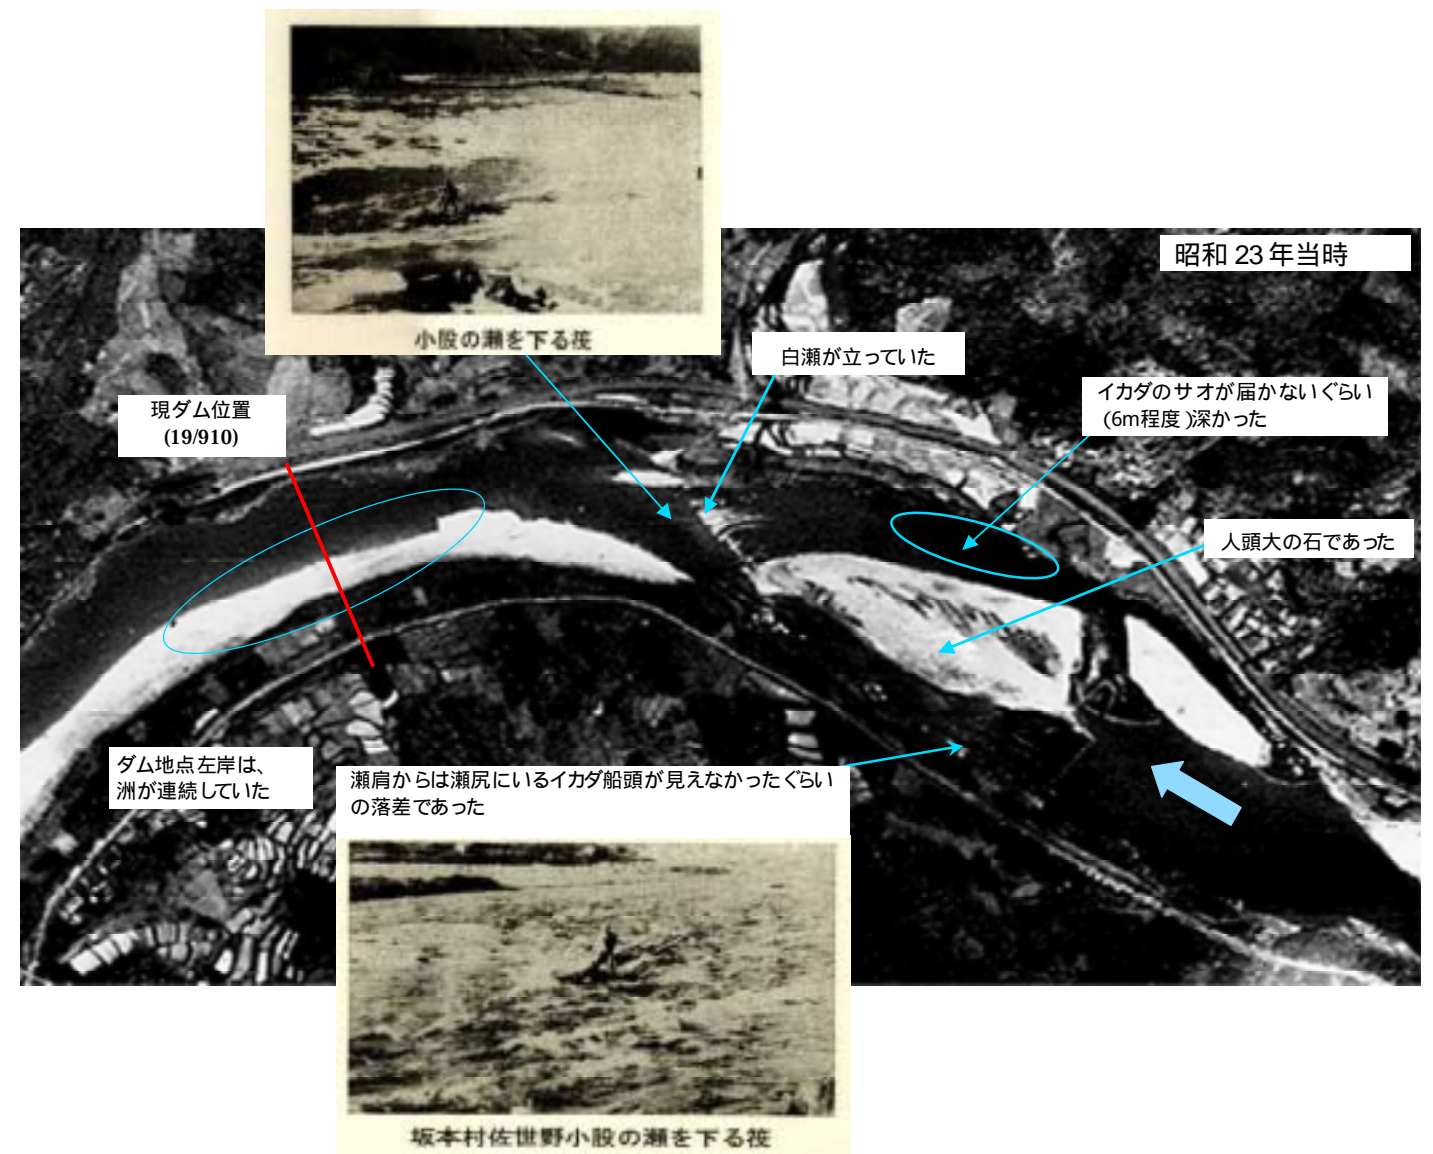 小股の瀬を下る筏
昭和 23 年当時
白瀬が立っていた
イカダのサオが届かないぐらい
(6m程度)深かった
現ダム位置
(19/910)
人頭大の石であった
ダム地点左岸は、
洲が連続していた
瀬肩からは瀬尻にいるイカダ船頭が見えなかったぐらい
の落差であった
坂本村佐世野小股の瀬を下る筏